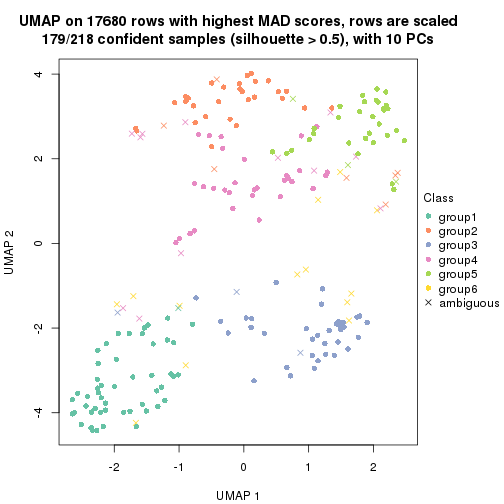 UMAP on 17680 rows with highest MAD scores, rows are scaled
179/218 confident samples (silhouette > 0.5), with 10 PCs
4
2
0
-2
-4
UMAP 2
-2
-1
0
1
2
UMAP 1
Class
group1
group2
group3
group4
group5
group6
ambiguous